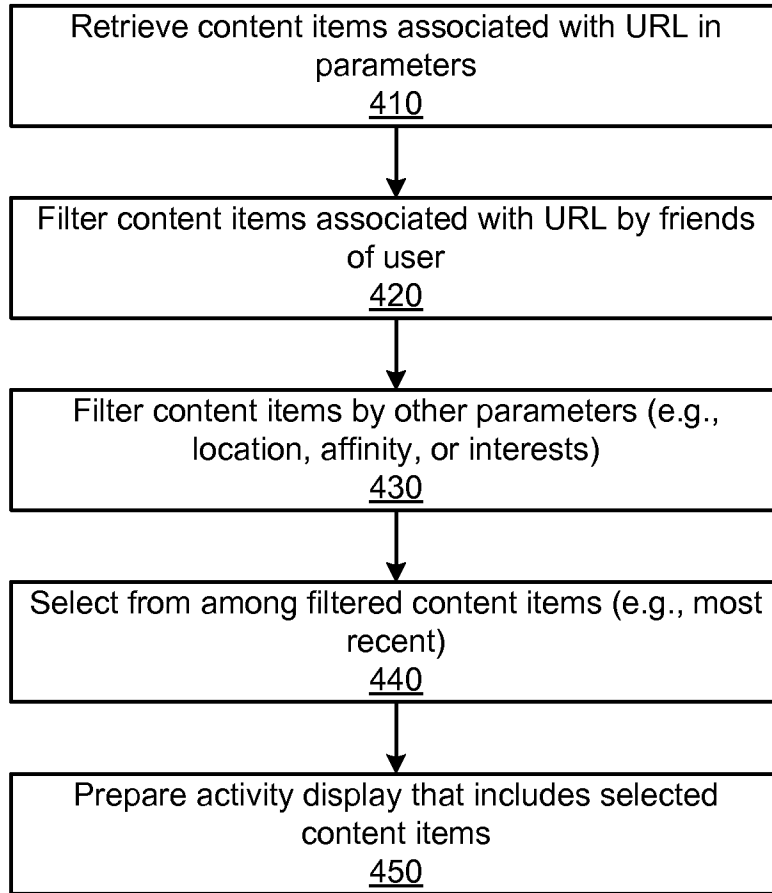 Retrieve content items associated with URL in
parameters
410
Filter content items associated with URL by friends
of user
420
Filter content items by other parameters (e.g.,
location, affinity, or interests)
430
Select from among filtered content items (e.g., most
recent)
440
Prepare activity display that includes selected
content items
450